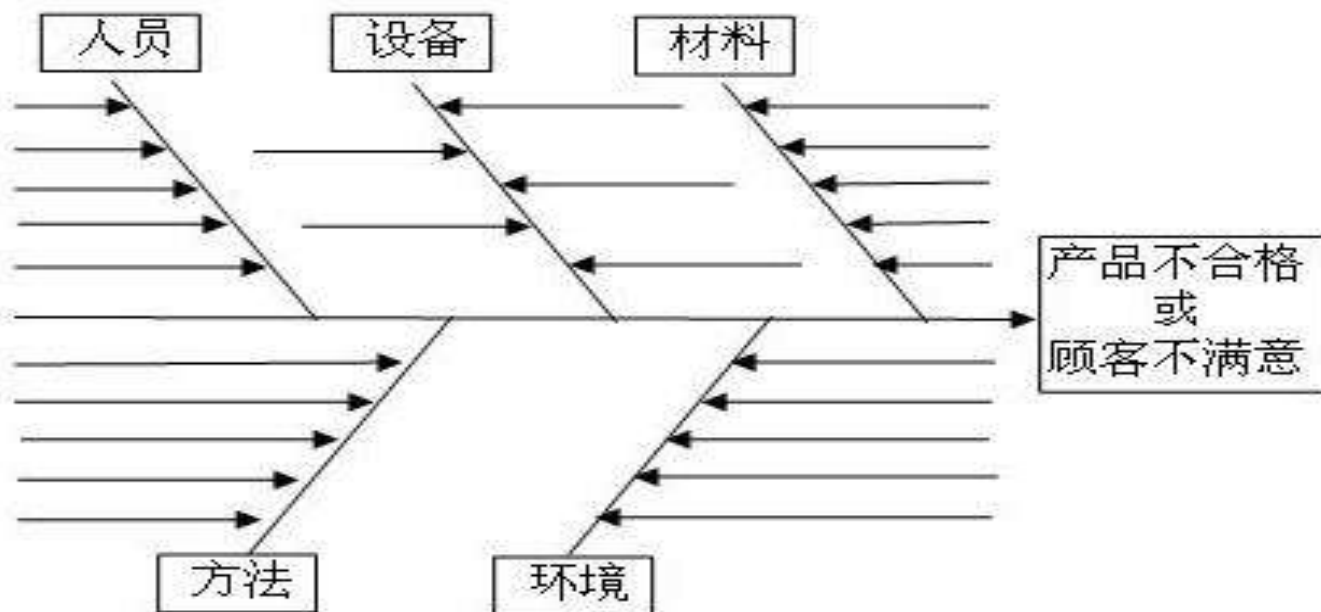 人员
设备
材料
产品不合格
或
顾客不满意
方法
环境